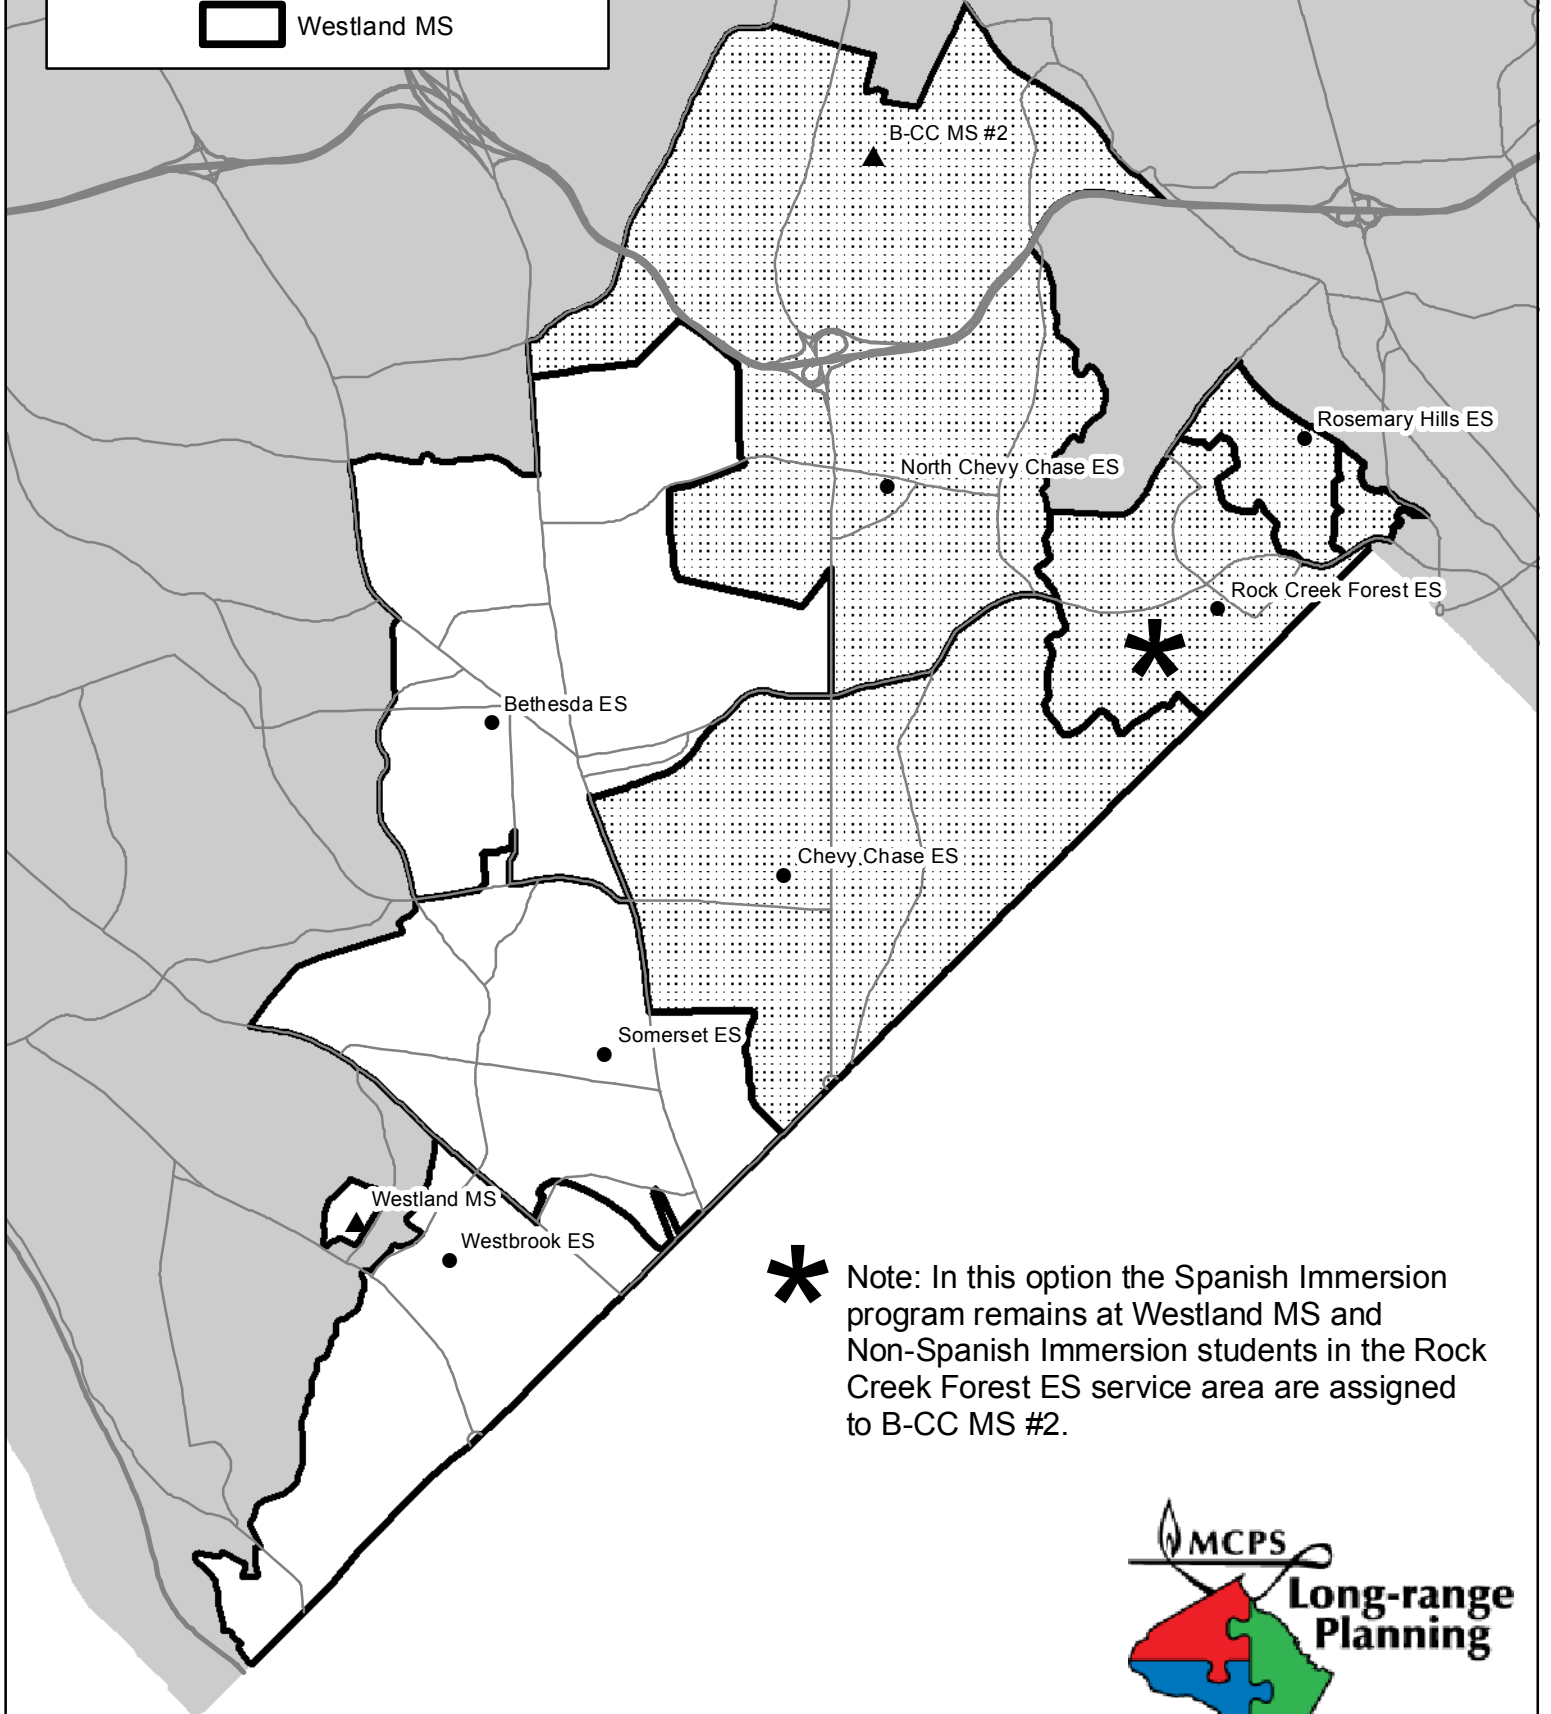 Westland MS
B-CC MS #2
Rosemary Hills ES
North Chevy Chase ES
Rock Creek Forest ES
Bethesda ES
Chevy Chase ES
Somerset ES
Westland MS
Westbrook ES
* Note: In this option the Spanish Immersion
program remains at Westland MS and
Non-Spanish Immersion students in the Rock
Creek Forest ES service area are assigned
to B-CC MS #2.
MCPS
Long-range
Planning